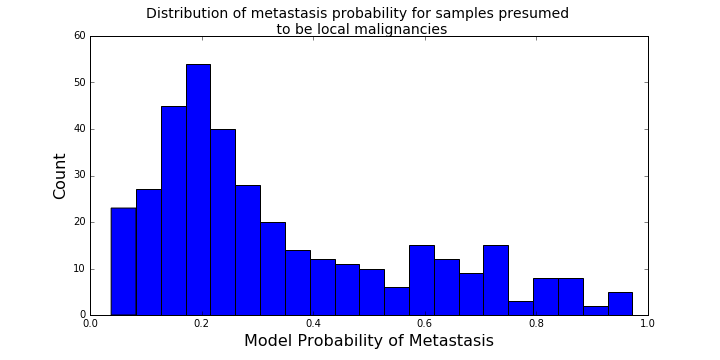 Distribution of metastasis probability for samples presumed
to be local malignancies
60
50
40
30
20
10
0
Count
0.0 0.2 0.4 0.6 0.8 1.0
Model Probability of Metastasis